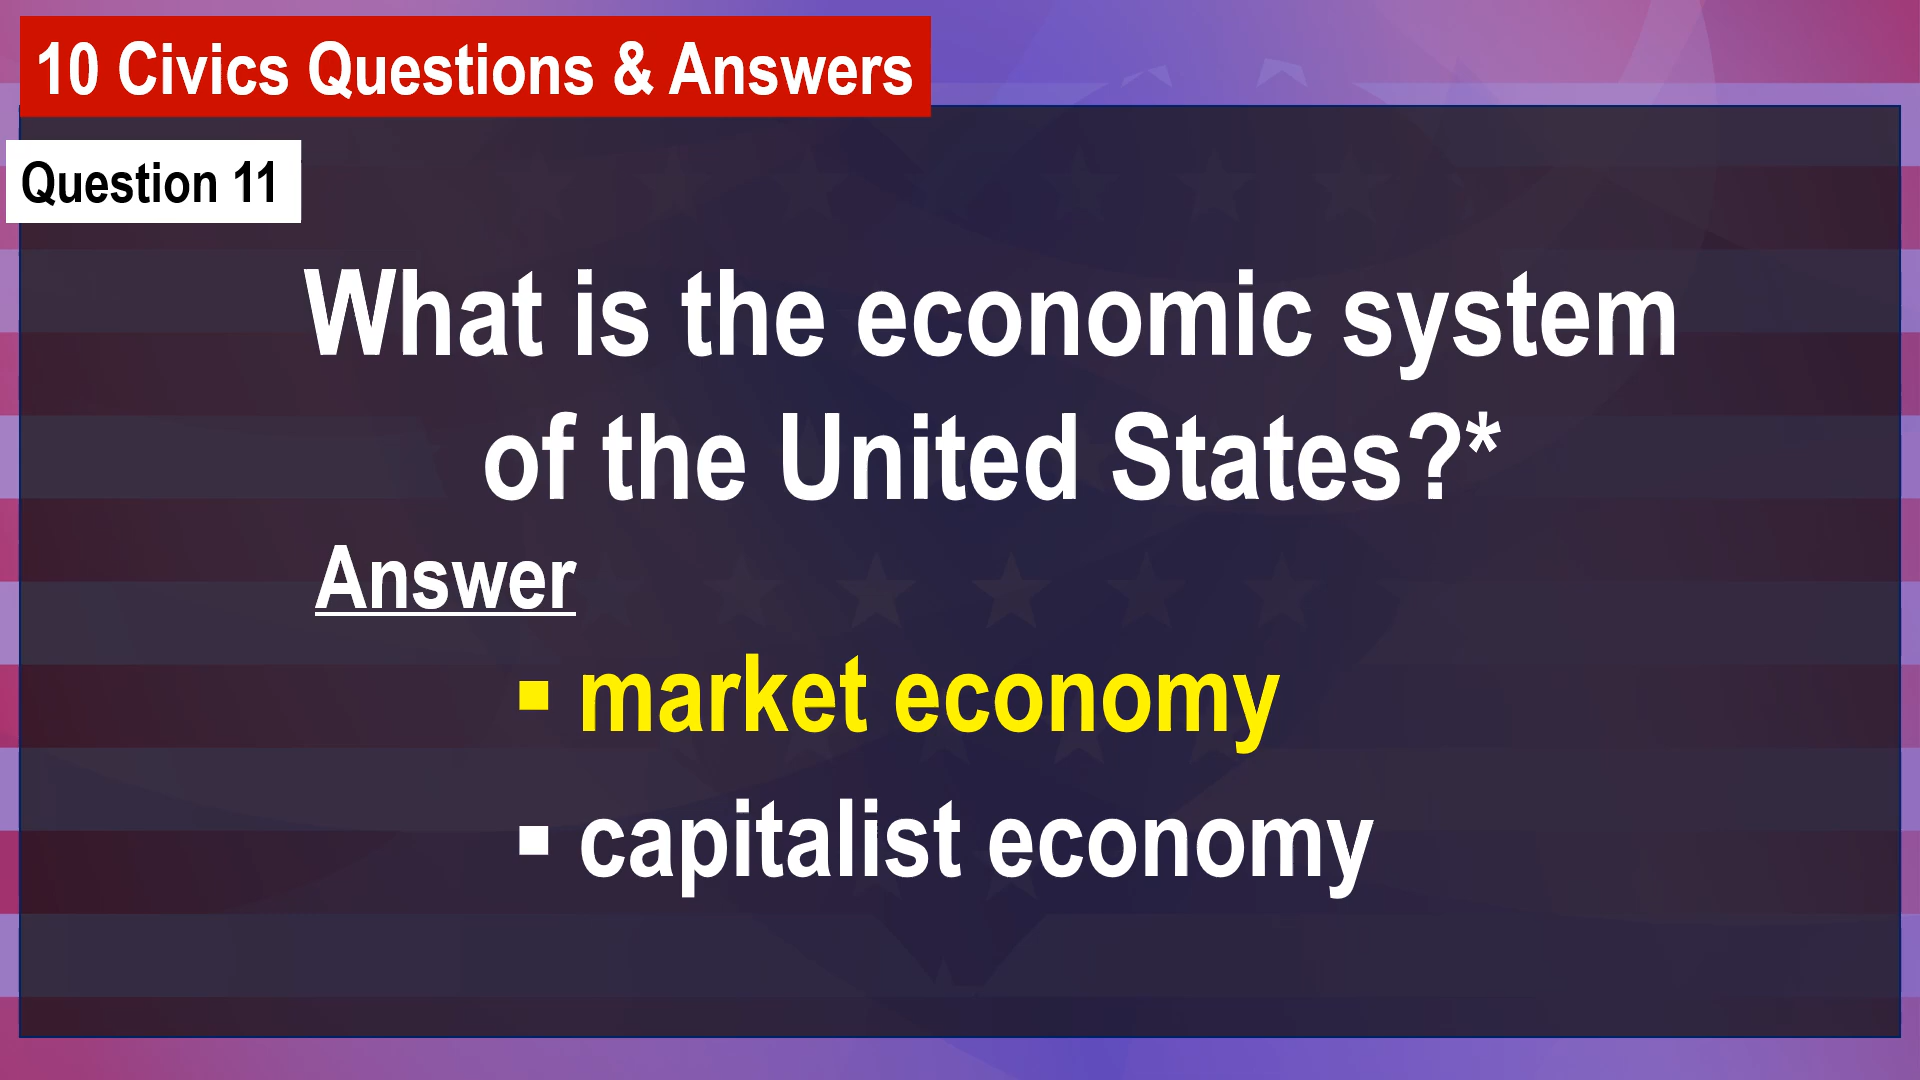 10 Civics Questions & Answers
Question 11
What is the economic system
of the United States?*
Answer
▪ market economy
▪ capitalist economy